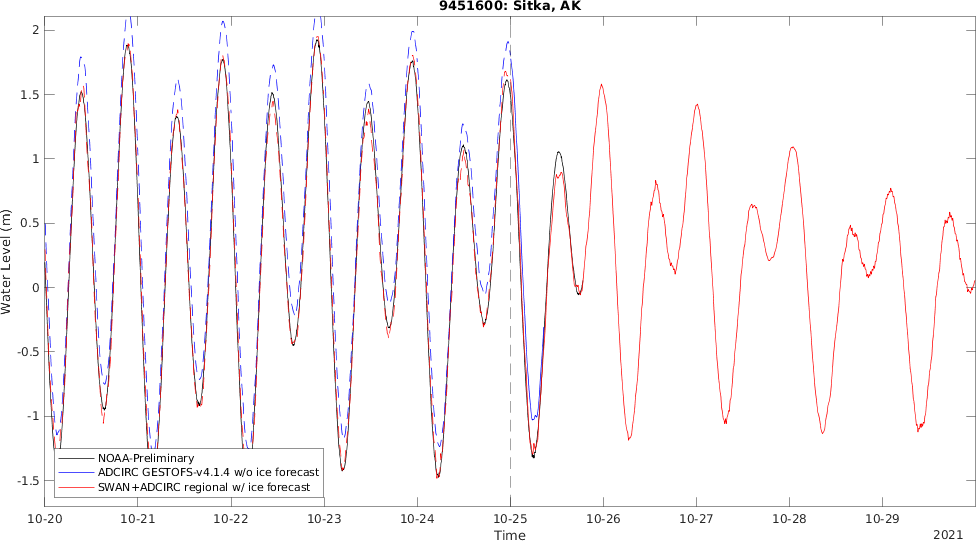 9451600: Sitka, AK
Water Level (m)
2
1.5
1
0.5
0
-0.5
-1
-1.5
NOAA-Preliminary
ADCIRC GESTOFS-v4.1.4 w/o ice forecast
SWAN+ADCIRC regional w/ ice forecast
10-20 10-21 10-22 10-23 10-24 10-25 10-26 10-27 10-28 10-29
Time
2021